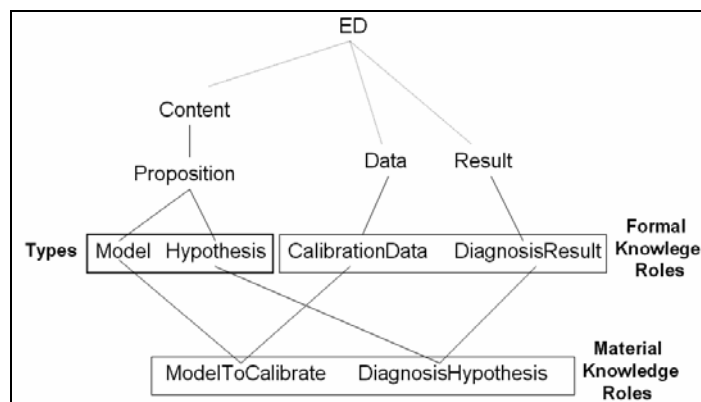 ED
Content
Data Result
Proposition
Types Model Hypothesis CalibrationData DiagnosisResult Formal
Knowlege
Roles
ModelToCalibrate DiagnosisHypothesis Material
Knowledge
Roles